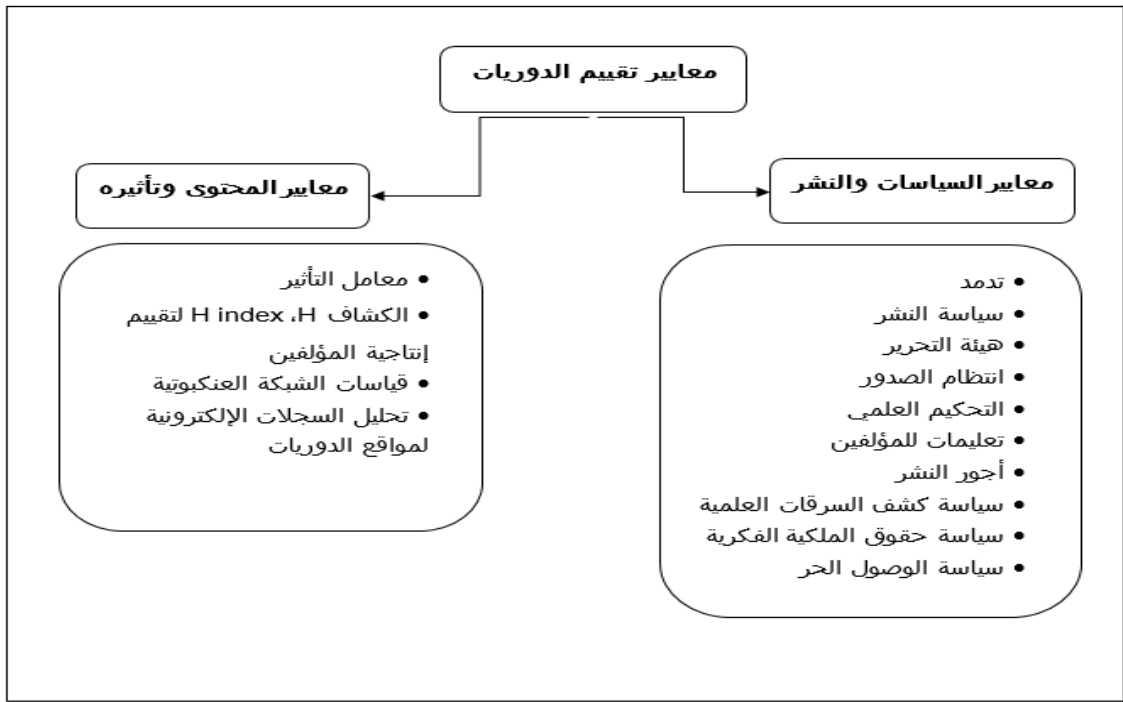 معايير تقييم الدوريات
معايير السياسات والنشر
• تدمد
• سياسة النشر
• هيئة التحرير
• انتظام الصدور
• التحكيم العلمي
• تعليمات للمؤلفين
• أجور النشر
• سياسة كشف السرقات العلمية
• سياسة حقوق الملكية الفكرية
• سياسة الوصول الحر
معايير المحتوى وتأثيره
• معامل التأثير
• الكشاف H، H index لتقييم
إنتاجية المؤلفين
• قياسات الشبكة العنكبوتية
• تحليل السجلات الإلكترونية
لمواقع الدوريات